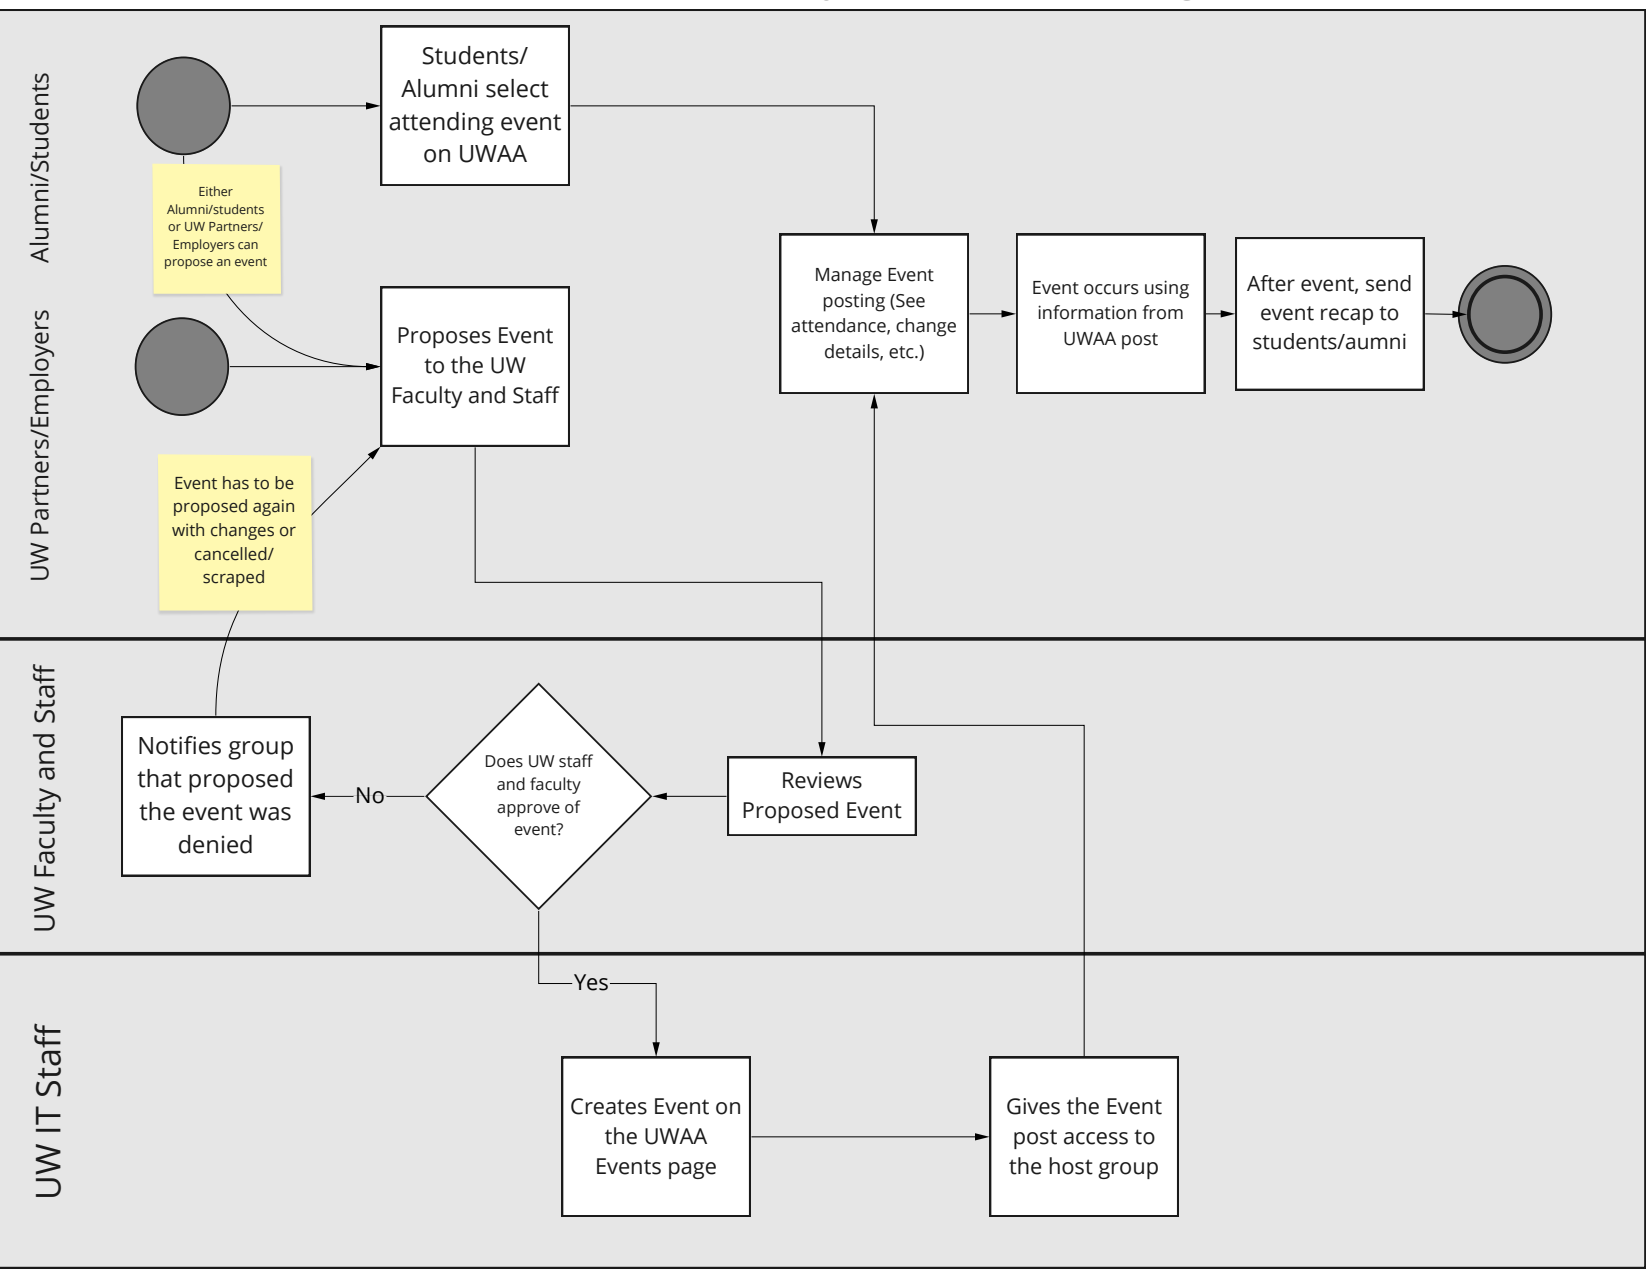 Alumni/Students
Students/
Alumni select
attending event
on UWAA
Either
Alumni/students
or UW Partners/
Employers can
propose an event
UW Partners/Employers
Proposes Event
to the UW
Faculty and Staff
Manage Event
posting (See
attendance, change
details, etc.)
Event occurs using
information from
UWAA post
After event, send
event recap to
students/aumni
Event has to be
proposed again
with changes or
cancelled/
scraped
UW Faculty and Staff
Notifies group
that proposed
the event was
denied
No
Does UW staff
and faculty
approve of
event?
Reviews
Proposed Event
Yes
UW IT Staff
Creates Event on
the UWAA
Events page
Gives the Event
post access to
the host group